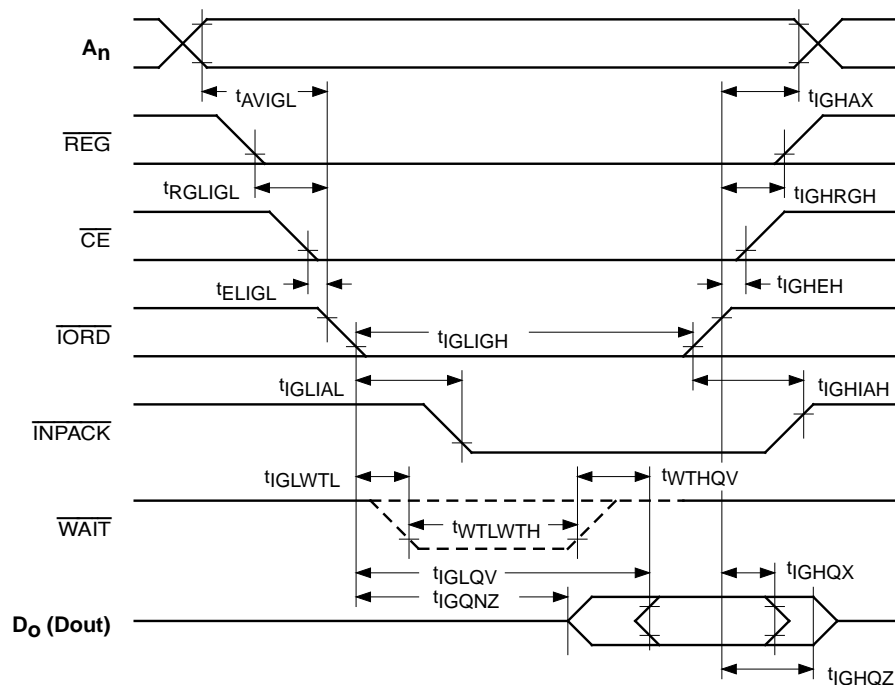 An
tAVIGL
tIGHAX
REG
tRGLIGL
tIGHRGH
CE
tELIGL
tIGHEH
IORD
tIGLIGH
tIGLIAL
tIGHIAH
INPACK
tIGLWTL
tWTHQV
WAIT
tWTLWTH
tIGLQV
tIGHQX
tIGQNZ
Do (Dout)
tIGHQZ